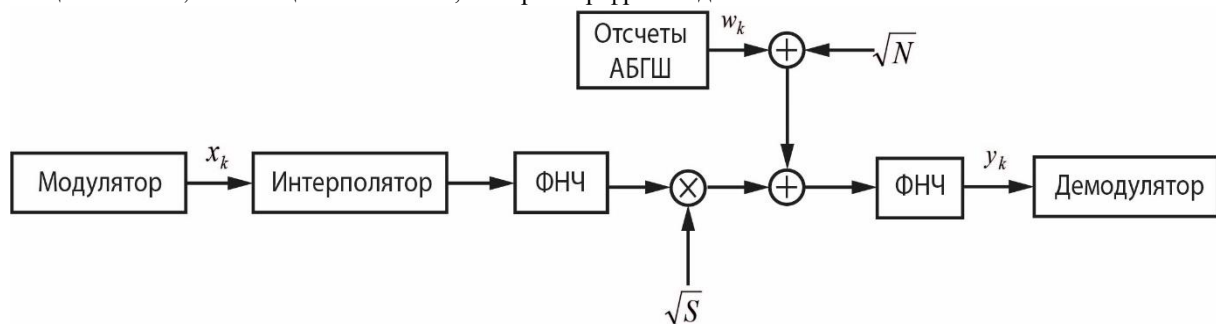 Отсчеты
АБГШ
w_k
√N
Модулятор
x_k
Интерполятор
ФНЧ
√S
ФНЧ
y_k
Демодулятор